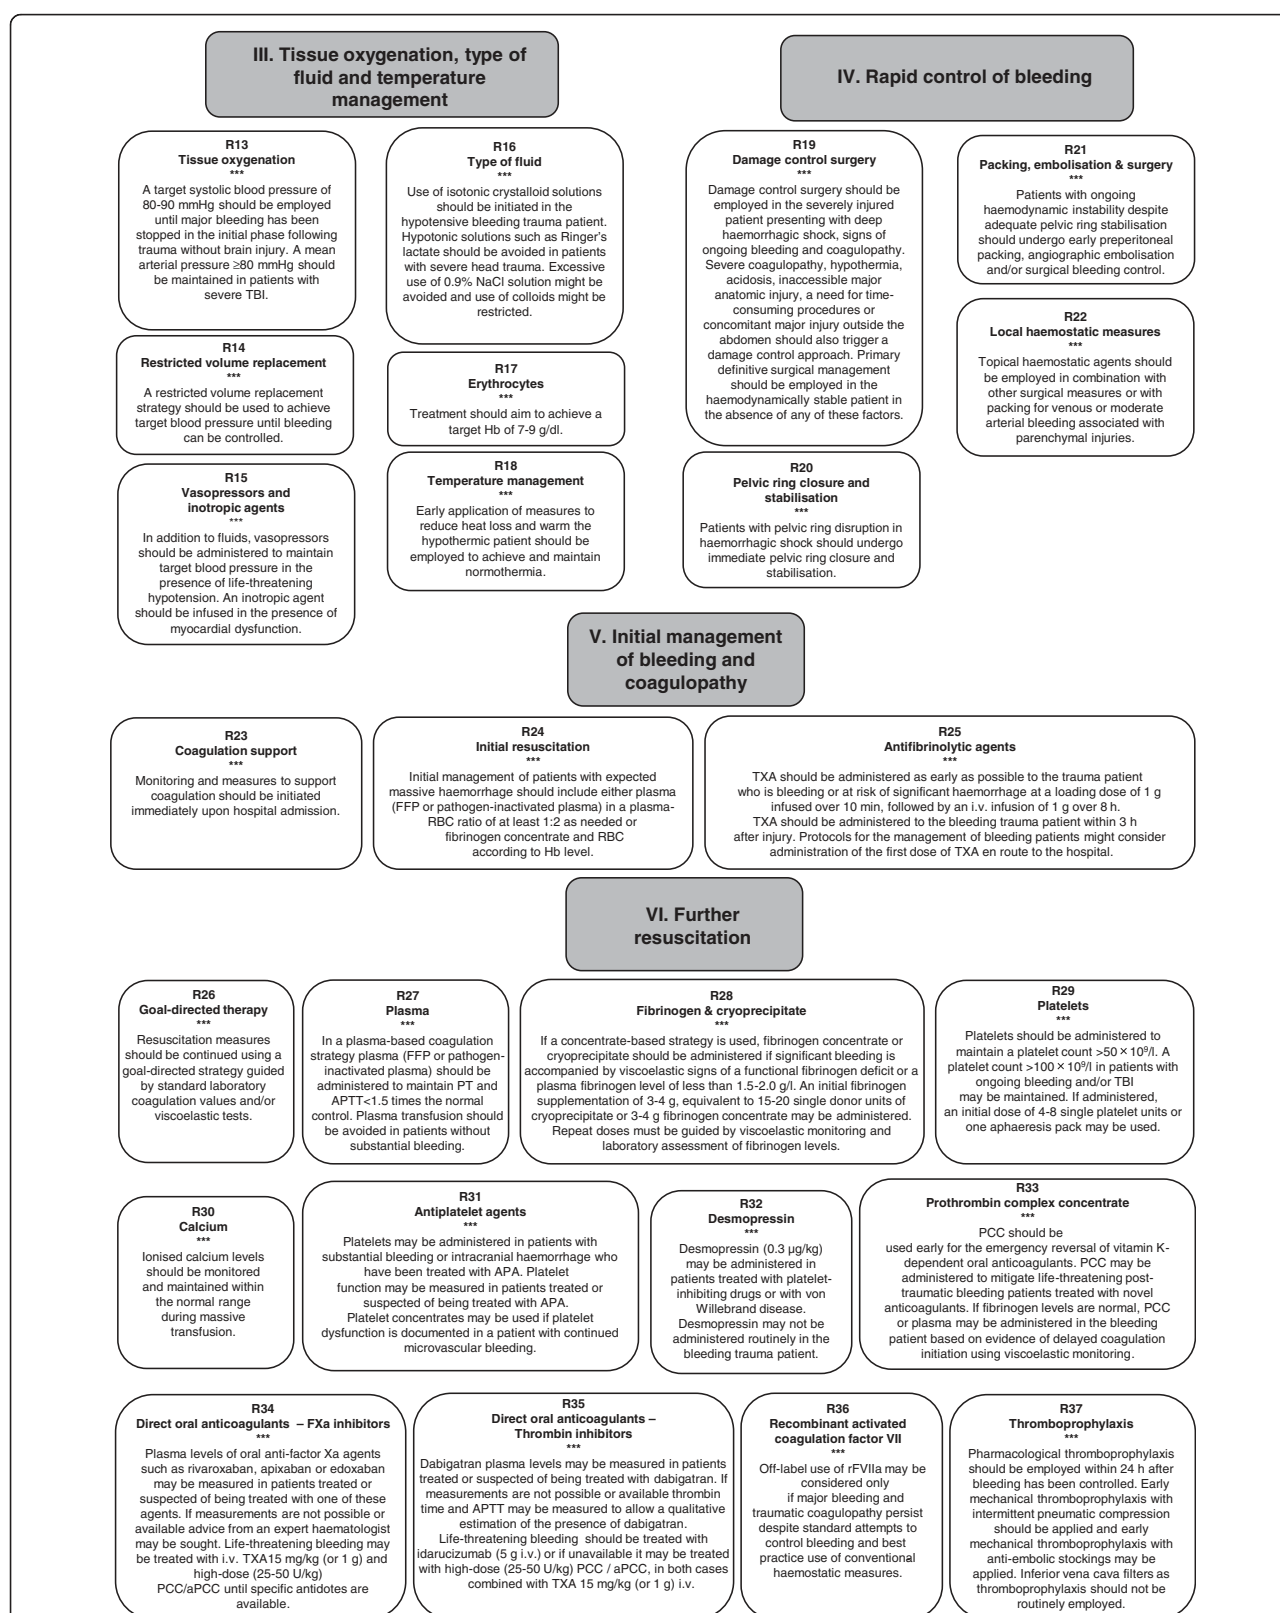 III. Tissue oxygenation, type of
fluid and temperature
management
R13
Tissue oxygenation
***
A target systolic blood pressure of
80-90 mmHg should be employed
until major bleeding has been
stopped in the initial phase following
trauma without brain injury. A mean
arterial pressure ≥80 mmHg should
be maintained in patients with
severe TBI.
R14
Restricted volume replacement
***
A restricted volume replacement
strategy should be used to achieve
target blood pressure until bleeding
can be controlled.
R15
Vasopressors and
inotropic agents
***
In addition to fluids, vasopressors
should be administered to maintain
target blood pressure in the
presence of life-threatening
hypotension. An inotropic agent
should be infused in the presence of
myocardial dysfunction.
R16
Type of fluid
***
Use of isotonic crystalloid solutions
should be initiated in the
hypotensive bleeding trauma patient.
Hypotonic solutions such as Ringer's
lactate should be avoided in patients
with severe head trauma. Excessive
use of 0.9% NaCl solution might be
avoided and use of colloids might be
restricted.
R17
Erythrocytes
***
Treatment should aim to achieve a
target Hb of 7-9 g/dl.
R18
Temperature management
***
Early application of measures to
reduce heat loss and warm the
hypothermic patient should be
employed to achieve and maintain
normothermia.
IV. Rapid control of bleeding
R19
Damage control surgery
***
Damage control surgery should be
employed in the severely injured
patient presenting with deep
haemorrhagic shock, signs of
ongoing bleeding and coagulopathy.
Severe coagulopathy, hypothermia,
acidosis, inaccessible major
anatomic injury, a need for time-
consuming procedures or
concomitant major injury outside the
abdomen should also trigger a
damage control approach. Primary
definitive surgical management
should be employed in the
haemodynamically stable patient in
the absence of any of these factors.
R20
Pelvic ring closure and
stabilisation
***
Patients with pelvic ring disruption in
haemorrhagic shock should undergo
immediate pelvic ring closure and
stabilisation.
R21
Packing, embolisation & surgery
***
Patients with ongoing
haemodynamic instability despite
adequate pelvic ring stabilisation
should undergo early preperitoneal
packing, angiographic embolisation
and/or surgical bleeding control.
R22
Local haemostatic measures
***
Topical haemostatic agents should
be employed in combination with
other surgical measures or with
packing for venous or moderate
arterial bleeding associated with
parenchymal injuries.
V. Initial management
of bleeding and
coagulopathy
R23
Coagulation support
***
Monitoring and measures to support
coagulation should be initiated
immediately upon hospital admission.
R24
Initial resuscitation
***
Initial management of patients with expected
massive haemorrhage should include either plasma
(FFP or pathogen-inactivated plasma) in a plasma-
RBC ratio of at least 1:2 as needed or
fibrinogen concentrate and RBC
according to Hb level.
R25
Antifibrinolytic agents
***
TXA should be administered as early as possible to the trauma patient
who is bleeding or at risk of significant haemorrhage at a loading dose of 1 g
infused over 10 min, followed by an i.v. infusion of 1 g over 8 h.
TXA should be administered to the bleeding trauma patient within 3 h
after injury. Protocols for the management of bleeding patients might consider
administration of the first dose of TXA en route to the hospital.
VI. Further
resuscitation
R26
Goal-directed therapy
***
Resuscitation measures
should be continued using a
goal-directed strategy guided
by standard laboratory
coagulation values and/or
viscoelastic tests.
R27
Plasma
***
In a plasma-based coagulation
strategy plasma (FFP or pathogen-
inactivated plasma) should be
administered to maintain PT and
APTT<1.5 times the normal
control. Plasma transfusion should
be avoided in patients without
substantial bleeding.
R28
Fibrinogen & cryoprecipitate
***
If a concentrate-based strategy is used, fibrinogen concentrate or
cryoprecipitate should be administered if significant bleeding is
accompanied by viscoelastic signs of a functional fibrinogen deficit or a
plasma fibrinogen level of less than 1.5-2.0 g/l. An initial fibrinogen
supplementation of 3-4 g, equivalent to 15-20 single donor units of
cryoprecipitate or 3-4 g fibrinogen concentrate may be administered.
Repeat doses must be guided by viscoelastic monitoring and
laboratory assessment of fibrinogen levels.
R29
Platelets
***
Platelets should be administered to
maintain a platelet count >50 × 10⁹/l. A
platelet count >100 × 10⁹/l in patients with
ongoing bleeding and/or TBI
may be maintained. If administered,
an initial dose of 4-8 single platelet units or
one aphaeresis pack may be used.
R30
Calcium
***
Ionised calcium levels
should be monitored
and maintained within
the normal range
during massive
transfusion.
R31
Antiplatelet agents
***
Platelets may be administered in patients with
substantial bleeding or intracranial haemorrhage who
have been treated with APA. Platelet
function may be measured in patients treated or
suspected of being treated with APA.
Platelet concentrates may be used if platelet
dysfunction is documented in a patient with continued
microvascular bleeding.
R32
Desmopressin
***
Desmopressin (0.3 µg/kg)
may be administered in
patients treated with platelet-
inhibiting drugs or with von
Willebrand disease.
Desmopressin may not be
administered routinely in the
bleeding trauma patient.
R33
Prothrombin complex concentrate
***
PCC should be
used early for the emergency reversal of vitamin K-
dependent oral anticoagulants. PCC may be
administered to mitigate life-threatening post-
traumatic bleeding patients treated with novel
anticoagulants. If fibrinogen levels are normal, PCC
or plasma may be administered in the bleeding
patient based on evidence of delayed coagulation
initiation using viscoelastic monitoring.
R34
Direct oral anticoagulants – FXa inhibitors
***
Plasma levels of oral anti-factor Xa agents
such as rivaroxaban, apixaban or edoxaban
may be measured in patients treated or
suspected of being treated with one of these
agents. If measurements are not possible or
available advice from an expert haematologist
may be sought. Life-threatening bleeding may
be treated with i.v. TXA15 mg/kg (or 1 g) and
high-dose (25-50 U/kg)
PCC/aPCC until specific antidotes are
available.
R35
Direct oral anticoagulants –
Thrombin inhibitors
***
Dabigatran plasma levels may be measured in patients
treated or suspected of being treated with dabigatran. If
measurements are not possible or available thrombin
time and APTT may be measured to allow a qualitative
estimation of the presence of dabigatran.
Life-threatening bleeding should be treated with
idarucizumab (5 g i.v.) or if unavailable it may be treated
with high-dose (25-50 U/kg) PCC / aPCC, in both cases
combined with TXA 15 mg/kg (or 1 g) i.v.
R36
Recombinant activated
coagulation factor VII
***
Off-label use of rFVIIa may be
considered only
if major bleeding and
traumatic coagulopathy persist
despite standard attempts to
control bleeding and best
practice use of conventional
haemostatic measures.
R37
Thromboprophylaxis
***
Pharmacological thromboprophylaxis
should be employed within 24 h after
bleeding has been controlled. Early
mechanical thromboprophylaxis with
intermittent pneumatic compression
should be applied and early
mechanical thromboprophylaxis with
anti-embolic stockings may be
applied. Inferior vena cava filters as
thromboprophylaxis should not be
routinely employed.